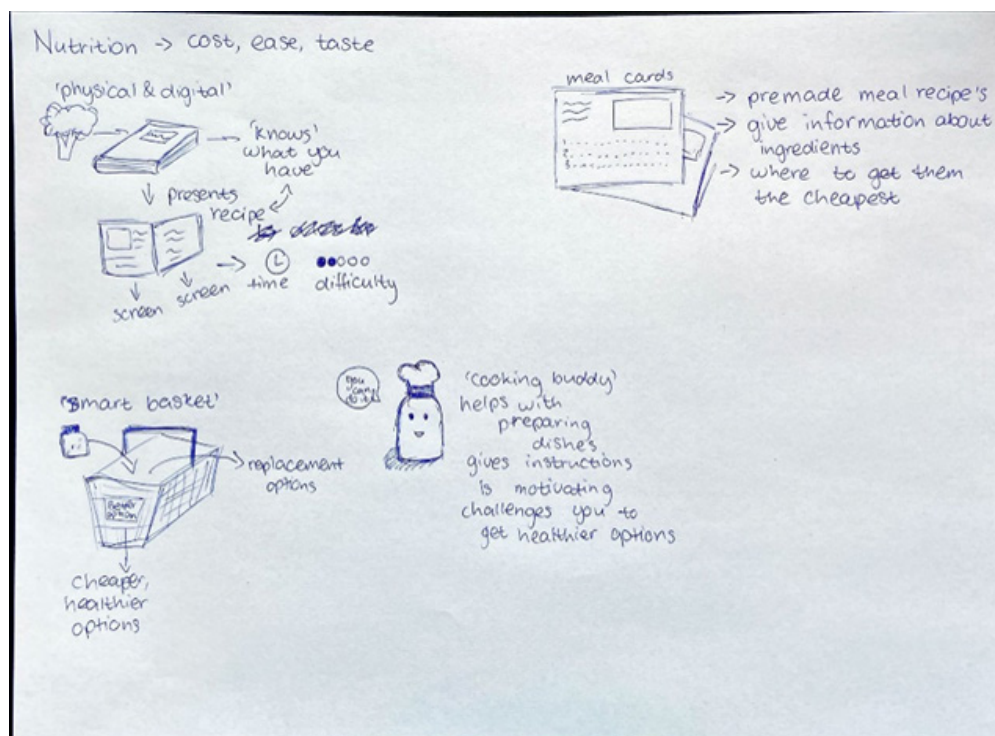 Nutrition -> cost, ease, taste
'physical & digital'
'knows'
what you
have
presents
recipe
screen
screen
time
difficulty
meal cards
1.
2.
3.
-> premade meal recipe's
-> give information about
ingredients
-> where to get them
the cheapest
'smart basket'
replacement
options
cheaper,
healthier
options
you
can
do it
'cooking buddy'
helps with
preparing
dishes
gives instructions
is motivating
challenges you to
get healthier options